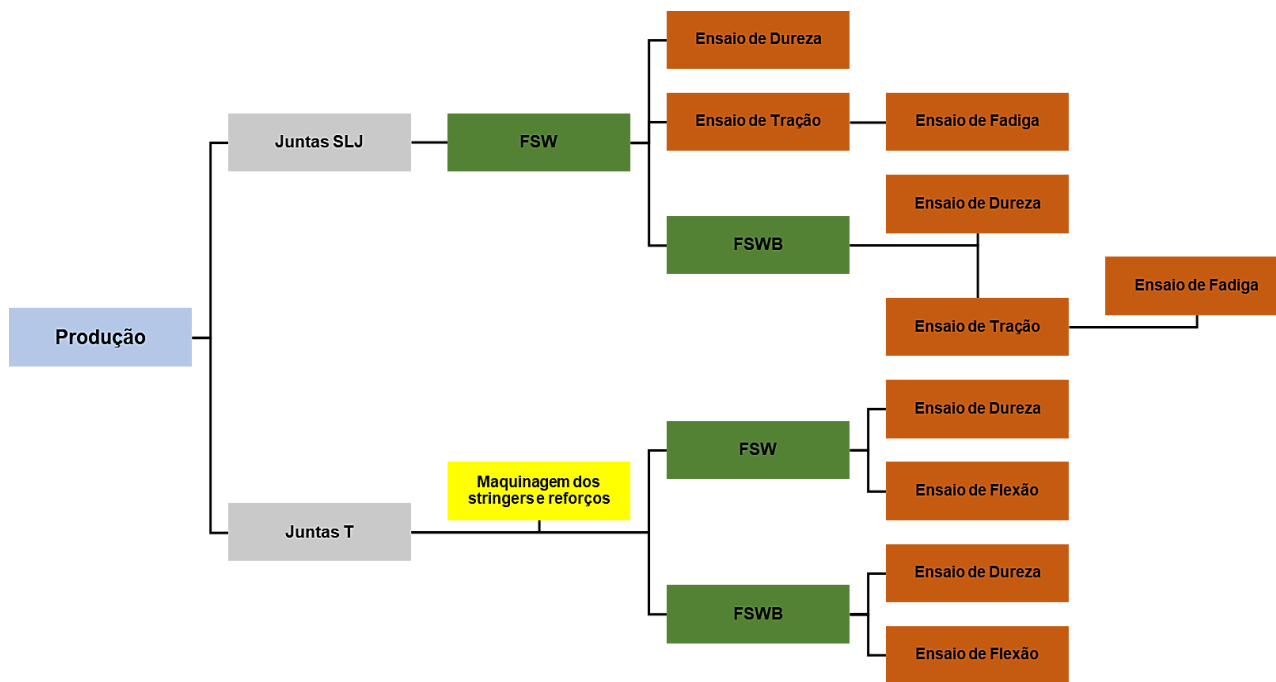 Ensaio de Dureza
Ensaio de Tração
Ensaio de Fadiga
Juntas SLJ
FSW
Ensaio de Dureza
FSWB
Ensaio de Fadiga
Produção
Ensaio de Tração
Ensaio de Dureza
FSW
Maquinagem dos
stringers e reforços
Ensaio de Flexão
Juntas T
Ensaio de Dureza
FSWB
Ensaio de Flexão